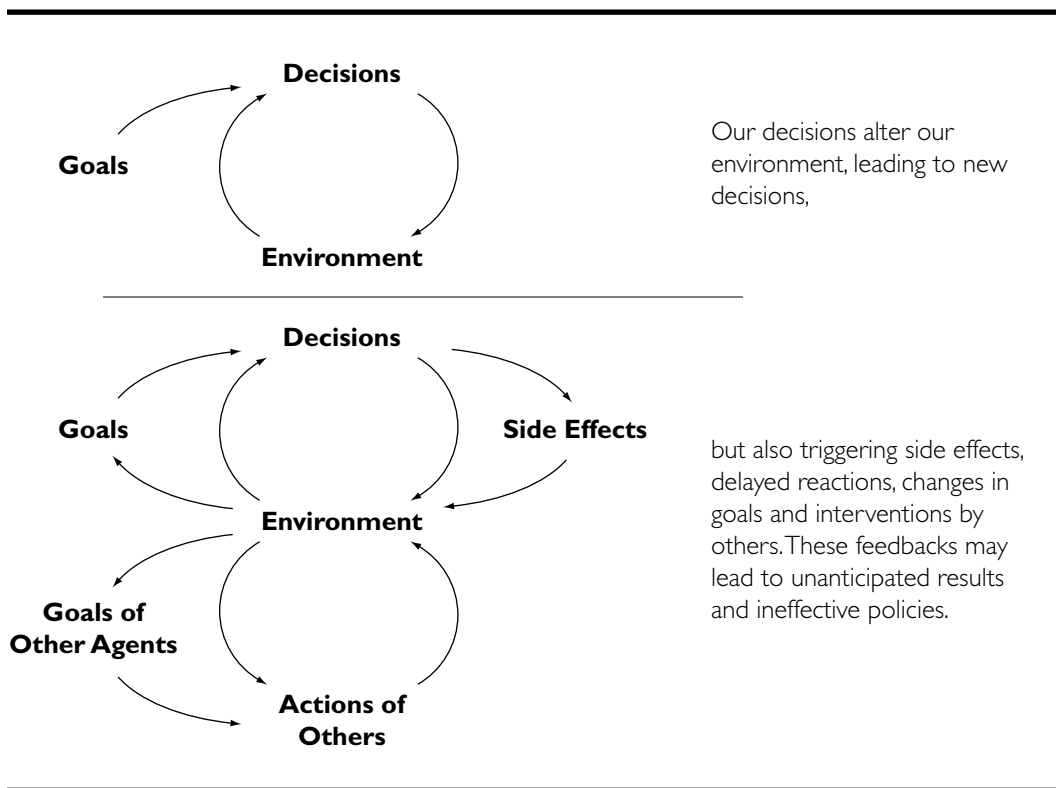 Decisions
Goals
Environment
Our decisions alter our
environment, leading to new
decisions,
Decisions
Goals
Side Effects
Environment
Goals of
Other Agents
Actions of
Others
but also triggering side effects,
delayed reactions, changes in
goals and interventions by
others. These feedbacks may
lead to unanticipated results
and ineffective policies.